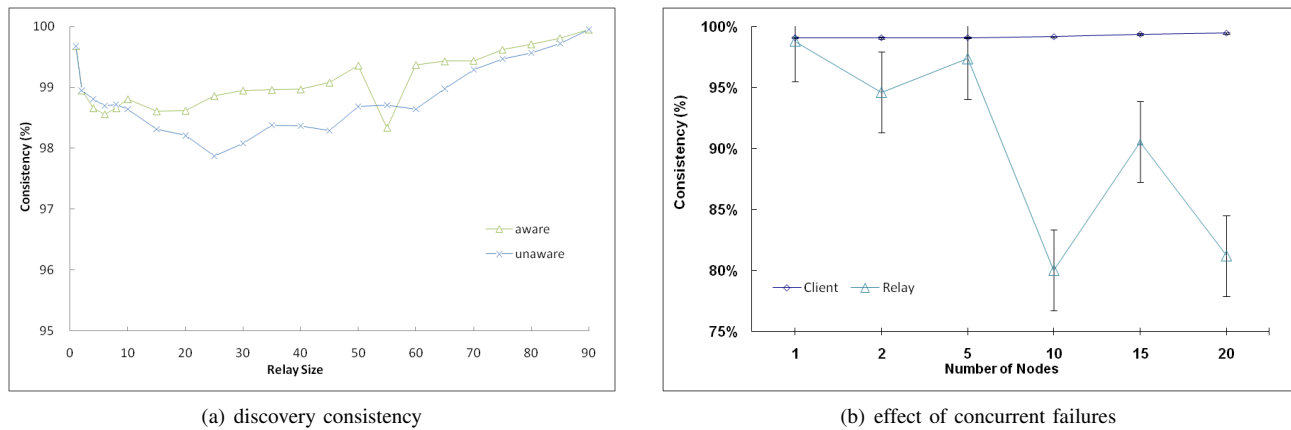 100
99
98
97
96
95
Consistency (%)
aware
unaware
0 10 20 30 40 50 60 70 80 90
Relay Size
(a) discovery consistency
100%
95%
90%
85%
80%
75%
Consistency (%)
Client Relay
1 2 5 10 15 20
Number of Nodes
(b) effect of concurrent failures